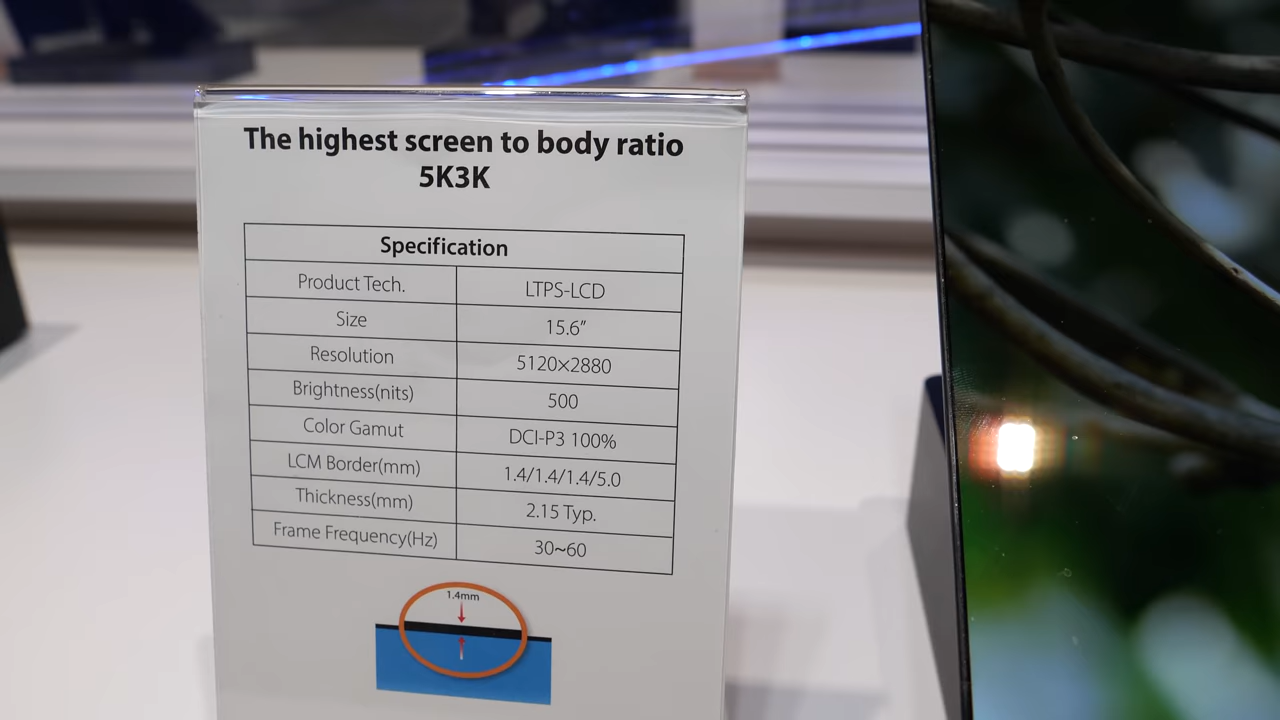 The highest screen to body ratio
5K3K
Specification
Product Tech. LTPS-LCD
Size 15.6″
Resolution 5120×2880
Brightness(nits) 500
Color Gamut DCI-P3 100%
LCM Border(mm) 1.4/1.4/1.4/5.0
Thickness(mm) 2.15 Typ.
Frame Frequency(Hz) 30~60
1.4mm